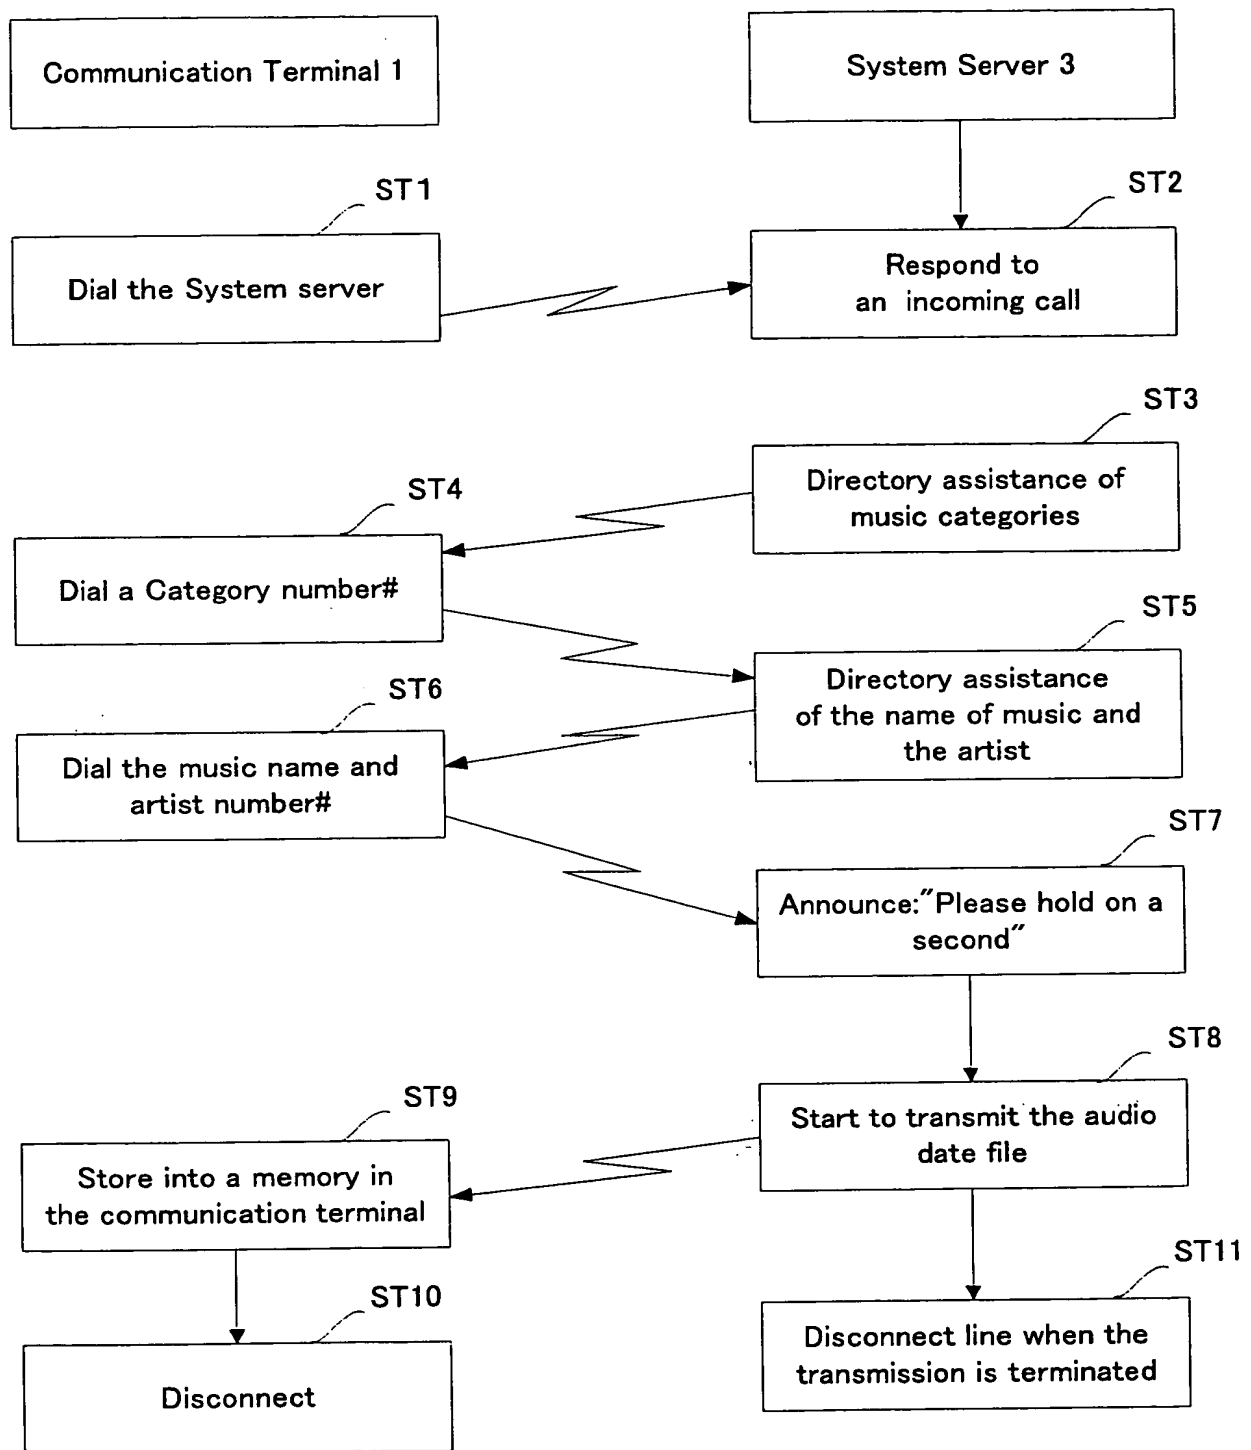 Communication Terminal 1
System Server 3
ST1
Dial the System server
ST2
Respond to
an incoming call
ST3
Directory assistance of
music categories
ST4
Dial a Category number#
ST5
Directory assistance
of the name of music and
the artist
ST6
Dial the music name and
artist number#
ST7
Announce:"Please hold on a
second"
ST8
Start to transmit the audio
date file
ST9
Store into a memory in
the communication terminal
ST10
Disconnect
ST11
Disconnect line when the
transmission is terminated